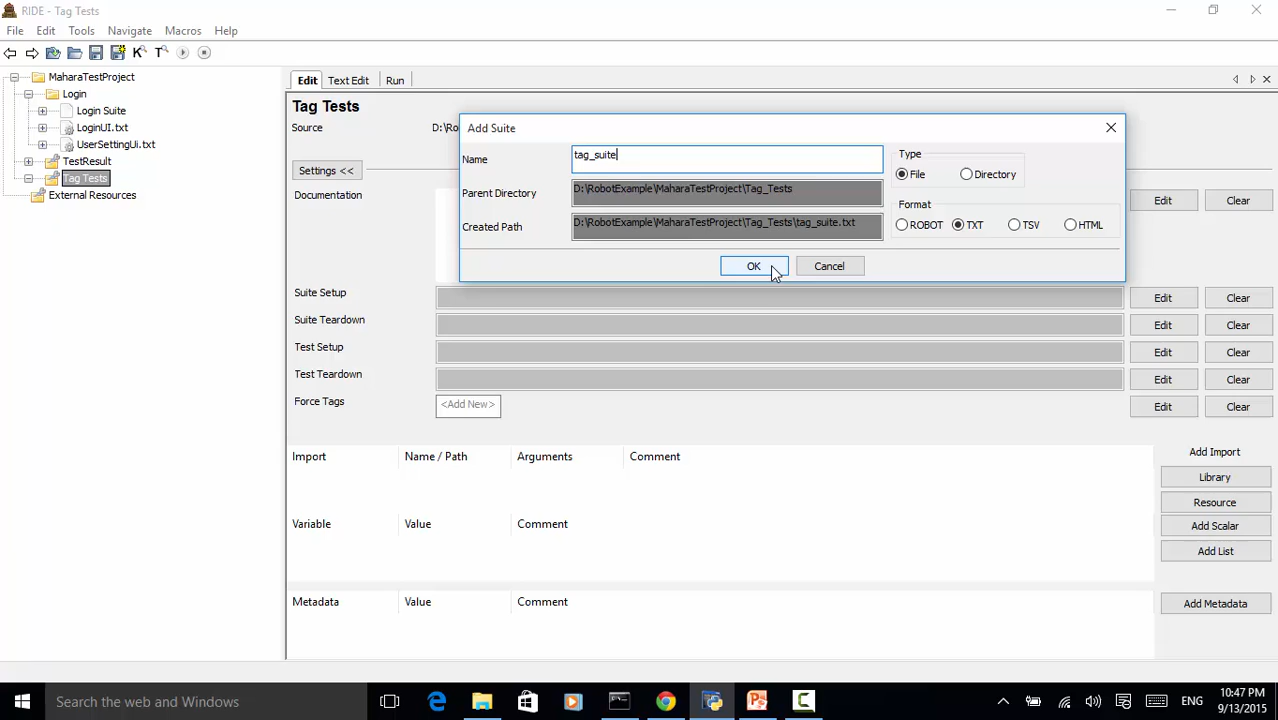 RIDE - Tag Tests
File Edit Tools Navigate Macros Help
MaharaTestProject
Login
Login Suite
LoginUI.txt
UserSettingUi.txt
TestResult
Tag Tests
External Resources
Edit Text Edit Run
Tag Tests
Source D:\Ro
Settings <<
Documentation Edit Clear
Add Suite
Name tag_suite
Parent Directory D:\RobotExample\MaharaTestProject\Tag_Tests
Created Path D:\RobotExample\MaharaTestProject\Tag_Tests\tag_suite.txt
Type
File Directory
Format
ROBOT TXT TSV HTML
OK Cancel
Suite Setup Edit Clear
Suite Teardown Edit Clear
Test Setup Edit Clear
Test Teardown Edit Clear
Force Tags <Add New> Edit Clear
Import Name / Path Arguments Comment Add Import
Library
Resource
Variable Value Comment Add Scalar
Add List
Metadata Value Comment Add Metadata
Search the web and Windows
ENG
10:47 PM
9/13/2015